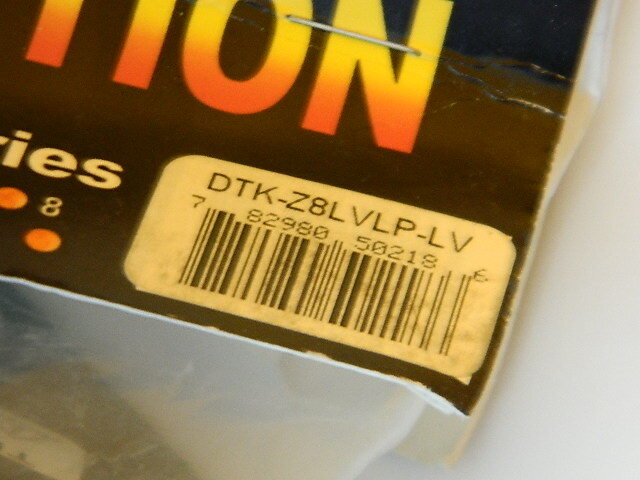 TION
ries
8
DTK-Z8LVLP-LV
7 82980 50218 6